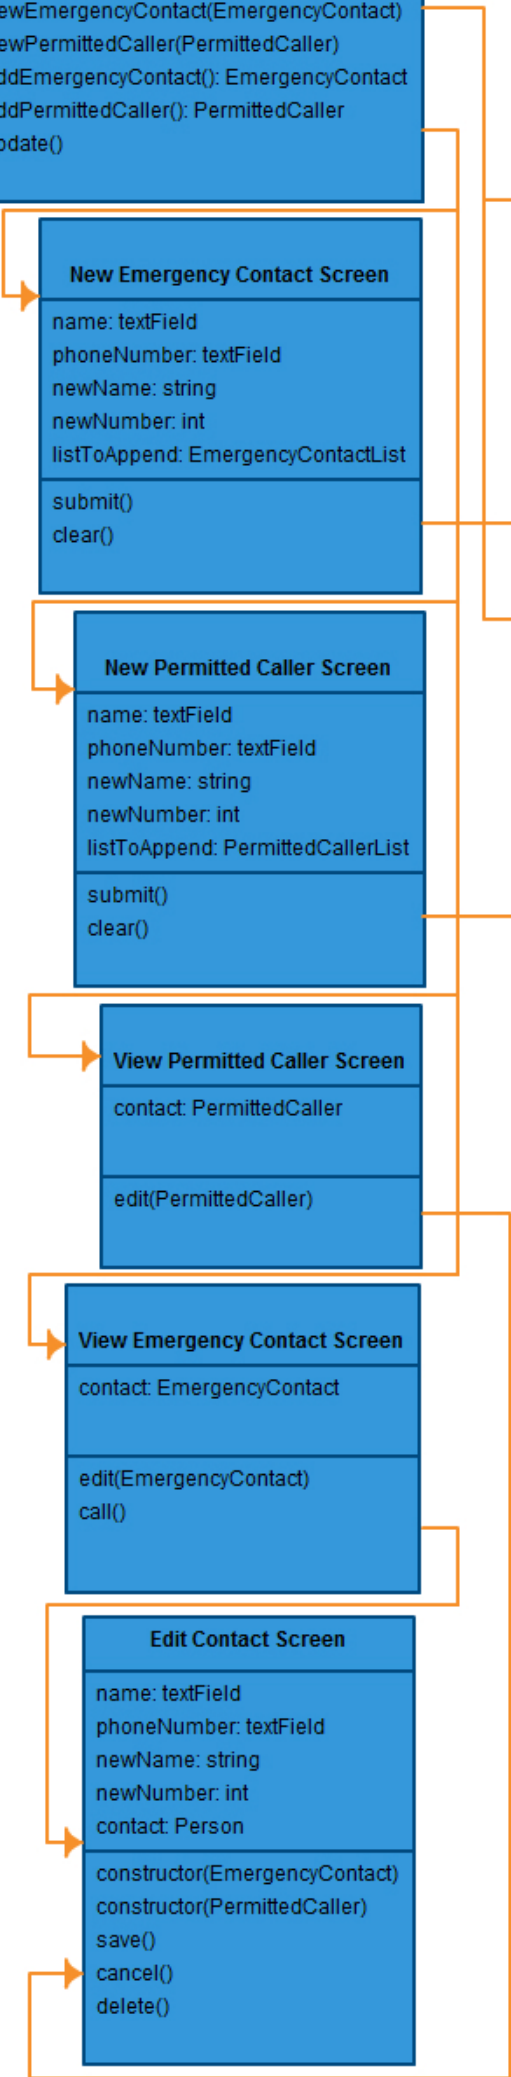 ewEmergencyContact(EmergencyContact)
ewPermittedCaller(PermittedCaller)
ddEmergencyContact(): EmergencyContact
ddPermittedCaller(): PermittedCaller
pdate()
New Emergency Contact Screen
name: textField
phoneNumber: textField
newName: string
newNumber: int
listToAppend: EmergencyContactList
submit()
clear()
New Permitted Caller Screen
name: textField
phoneNumber: textField
newName: string
newNumber: int
listToAppend: PermittedCallerList
submit()
clear()
View Permitted Caller Screen
contact: PermittedCaller
edit(PermittedCaller)
View Emergency Contact Screen
contact: EmergencyContact
edit(EmergencyContact)
call()
Edit Contact Screen
name: textField
phoneNumber: textField
newName: string
newNumber: int
contact: Person
constructor(EmergencyContact)
constructor(PermittedCaller)
save()
cancel()
delete()